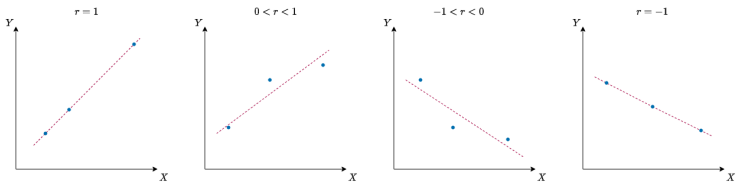 r = 1
0 < r < 1
−1 < r < 0
r = −1
Y
Y
Y
Y
X
X
X
X